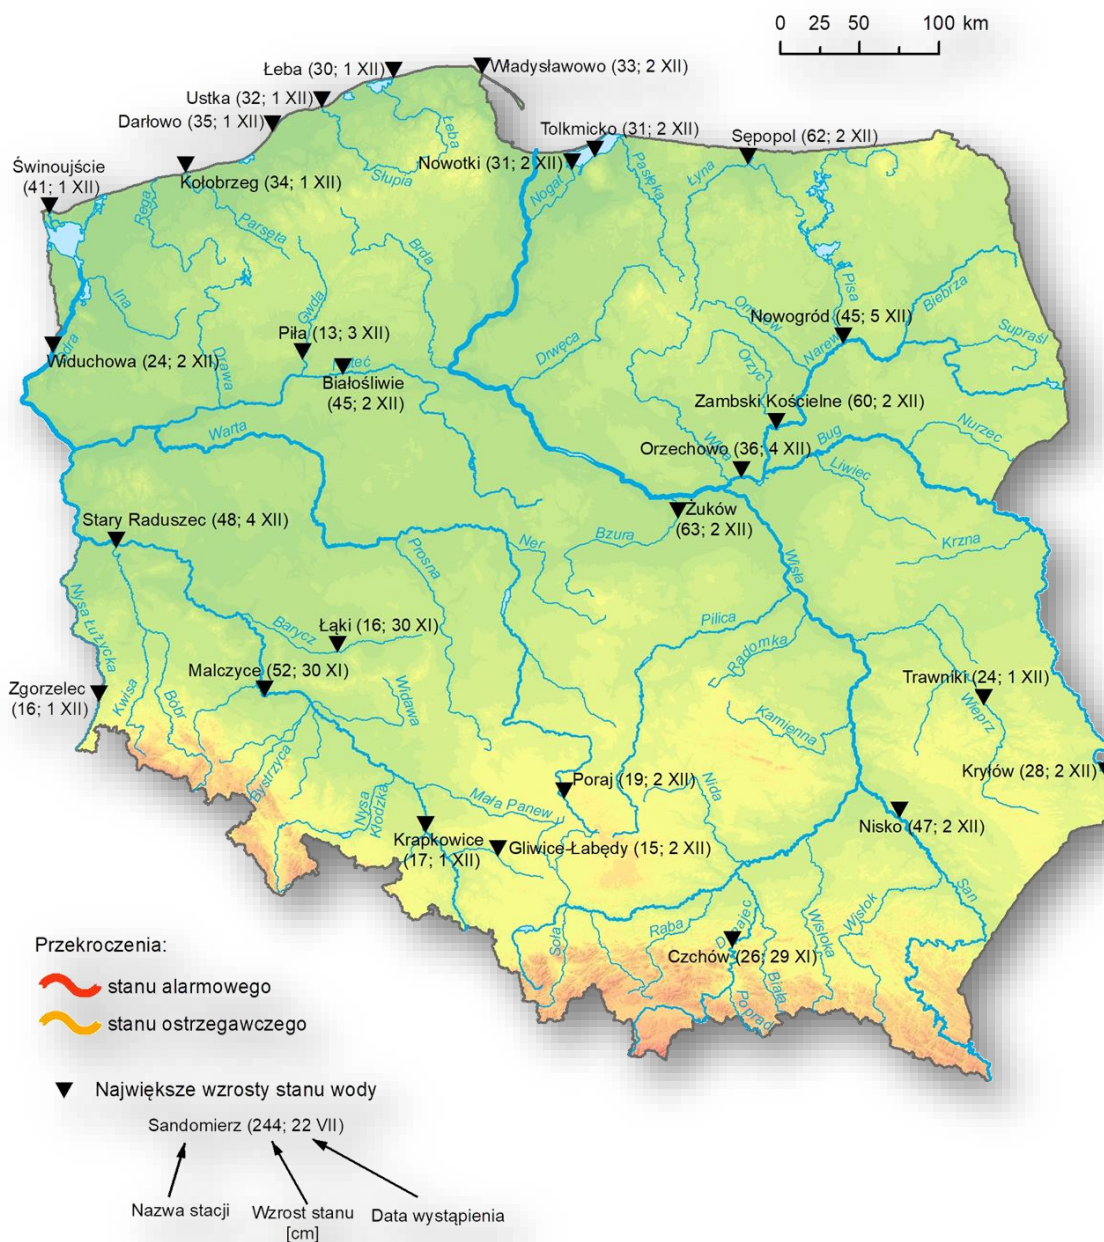 0 25 50 100 km
Łeba (30; 1 XII)
Władysławowo (33; 2 XII)
Ustka (32; 1 XII)
Darłowo (35; 1 XII)
Łeba
Tolkmicko (31; 2 XII)
Sępopol (62; 2 XII)
Nowotki (31; 2 XII)
Świnoujście
(41; 1 XII)
Kołobrzeg (34; 1 XII)
Słupia
Pasłęka
Łyna
Nogat
Rega
Parsęta
Brda
Ina
Gwda
Pisa
Biebrza
Omulew
Nowogród (45; 5 XII)
Supraśl
Piła (13; 3 XII)
Odra
Widuchowa (24; 2 XII)
Drawa
Noteć
Białośliwie
(45; 2 XII)
Drwęca
Orzyc
Narew
Zambski Kościelne (60; 2 XII)
Warta
Wkra
Orzechowo (36; 4 XII)
Bug
Nurzec
Liwiec
Stary Raduszec (48; 4 XII)
Żuków
(63; 2 XII)
Prosna
Ner
Bzura
Krzna
Wisła
Nysa Łużycka
Barycz
Łąki (16; 30 XI)
Pilica
Radomka
Malczyce (52; 30 XI)
Zgorzelec
(16; 1 XII)
Kwisa
Bóbr
Widawa
Trawniki (24; 1 XII)
Wieprz
Kamienna
Bystrzyca
Kryłów (28; 2 XII)
Poraj (19; 2 XII)
Nida
Nysa
Kłodzka
Mała Panew
Nisko (47; 2 XII)
Krapkowice
(17; 1 XII)
Gliwice-Łabędy (15; 2 XII)
San
Wisłok
Wisłoka
Raba
Dunajec
Soła
Czchów (26; 29 XI)
Biała
Poprad
Przekroczenia:
stanu alarmowego
stanu ostrzegawczego
Największe wzrosty stanu wody
Sandomierz (244; 22 VII)
Nazwa stacji
Wzrost stanu
[cm]
Data wystąpienia